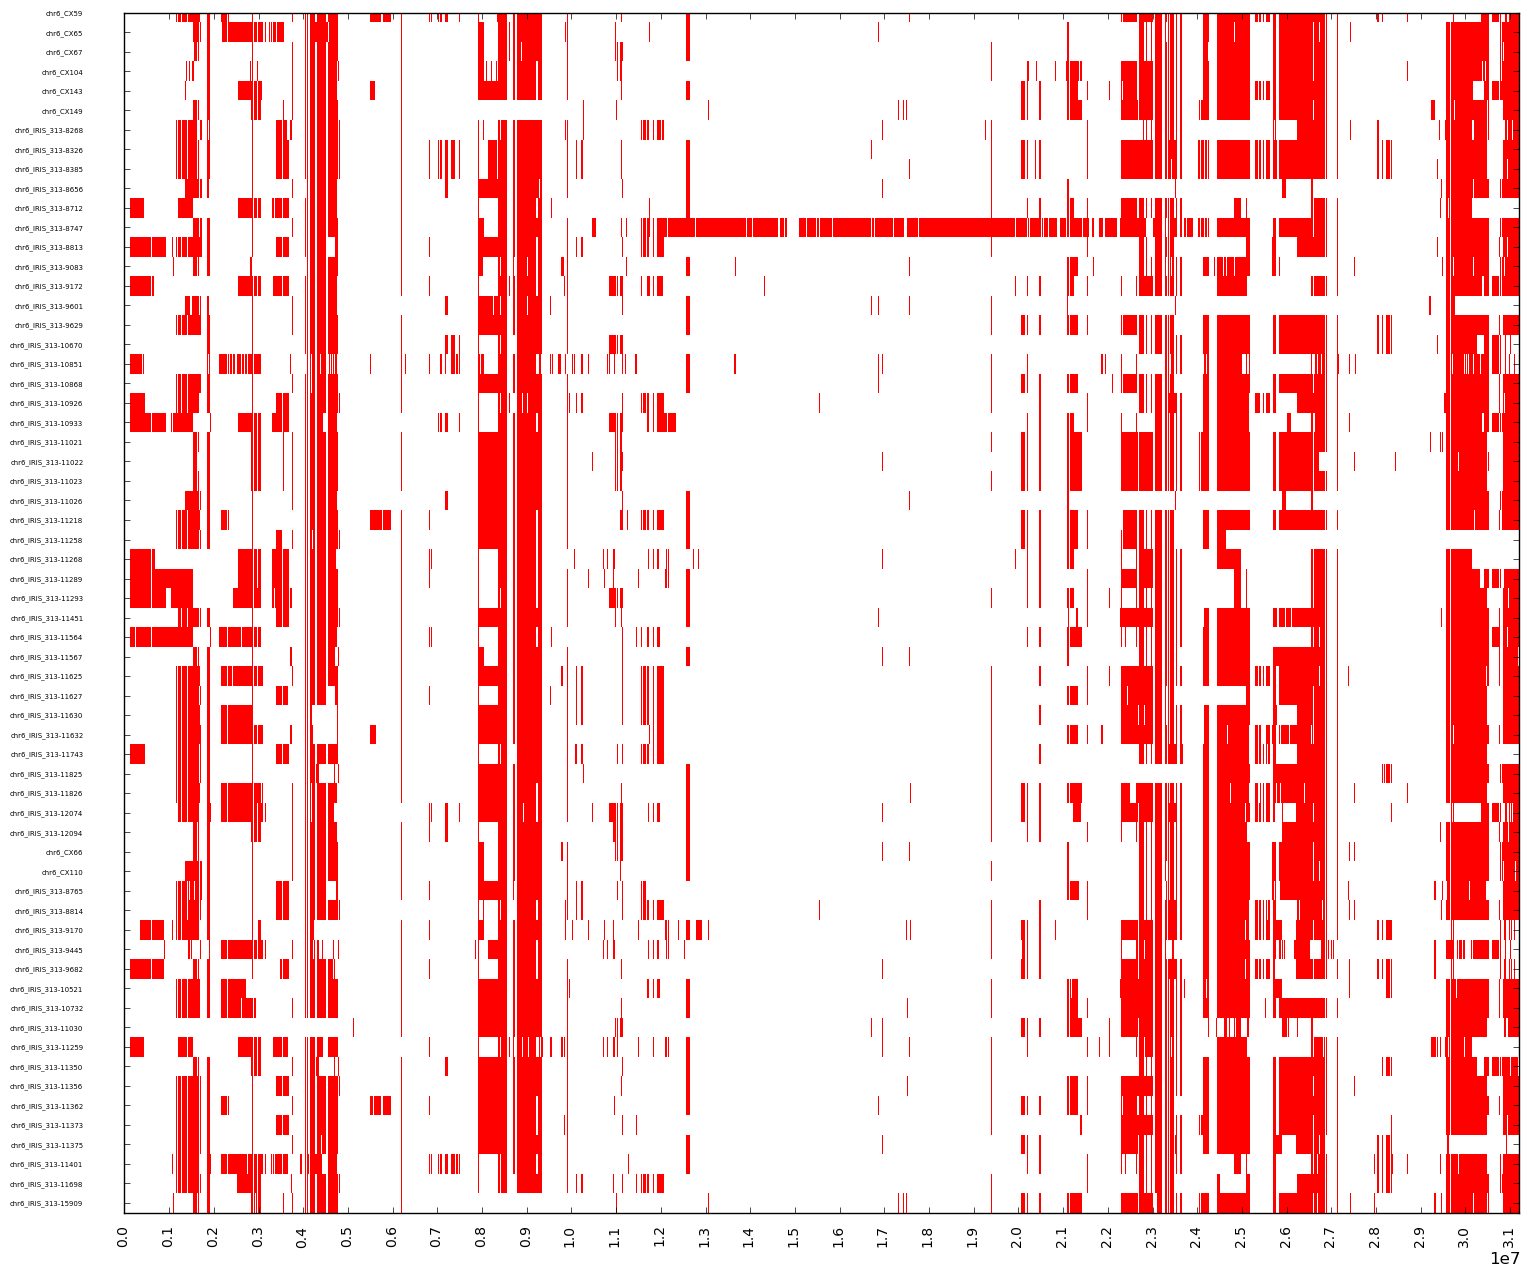 chr6_CX59
chr6_CX65
chr6_CX67
chr6_CX104
chr6_CX143
chr6_CX149
chr6_IRIS_313-8268
chr6_IRIS_313-8326
chr6_IRIS_313-8385
chr6_IRIS_313-8656
chr6_IRIS_313-8712
chr6_IRIS_313-8747
chr6_IRIS_313-8813
chr6_IRIS_313-9083
chr6_IRIS_313-9172
chr6_IRIS_313-9601
chr6_IRIS_313-9629
chr6_IRIS_313-10670
chr6_IRIS_313-10851
chr6_IRIS_313-10868
chr6_IRIS_313-10926
chr6_IRIS_313-10933
chr6_IRIS_313-11021
chr6_IRIS_313-11022
chr6_IRIS_313-11023
chr6_IRIS_313-11026
chr6_IRIS_313-11218
chr6_IRIS_313-11258
chr6_IRIS_313-11268
chr6_IRIS_313-11289
chr6_IRIS_313-11293
chr6_IRIS_313-11451
chr6_IRIS_313-11564
chr6_IRIS_313-11567
chr6_IRIS_313-11625
chr6_IRIS_313-11627
chr6_IRIS_313-11630
chr6_IRIS_313-11632
chr6_IRIS_313-11743
chr6_IRIS_313-11825
chr6_IRIS_313-11826
chr6_IRIS_313-12074
chr6_IRIS_313-12094
chr6_CX66
chr6_CX110
chr6_IRIS_313-8765
chr6_IRIS_313-8814
chr6_IRIS_313-9170
chr6_IRIS_313-9445
chr6_IRIS_313-9682
chr6_IRIS_313-10521
chr6_IRIS_313-10732
chr6_IRIS_313-11030
chr6_IRIS_313-11259
chr6_IRIS_313-11350
chr6_IRIS_313-11356
chr6_IRIS_313-11362
chr6_IRIS_313-11373
chr6_IRIS_313-11375
chr6_IRIS_313-11401
chr6_IRIS_313-11698
chr6_IRIS_313-15909
0.0 0.1 0.2 0.3 0.4 0.5 0.6 0.7 0.8 0.9 1.0 1.1 1.2 1.3 1.4 1.5 1.6 1.7 1.8 1.9 2.0 2.1 2.2 2.3 2.4 2.5 2.6 2.7 2.8 2.9 3.0 3.1
1e7